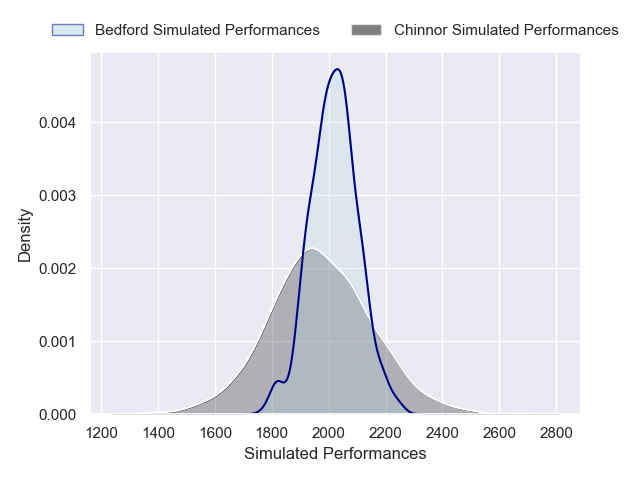 Bedford Simulated Performances
Chinnor Simulated Performances
0.004
0.003
0.002
0.001
0.000
Density
1200 1400 1600 1800 2000 2200 2400 2600 2800
Simulated Performances